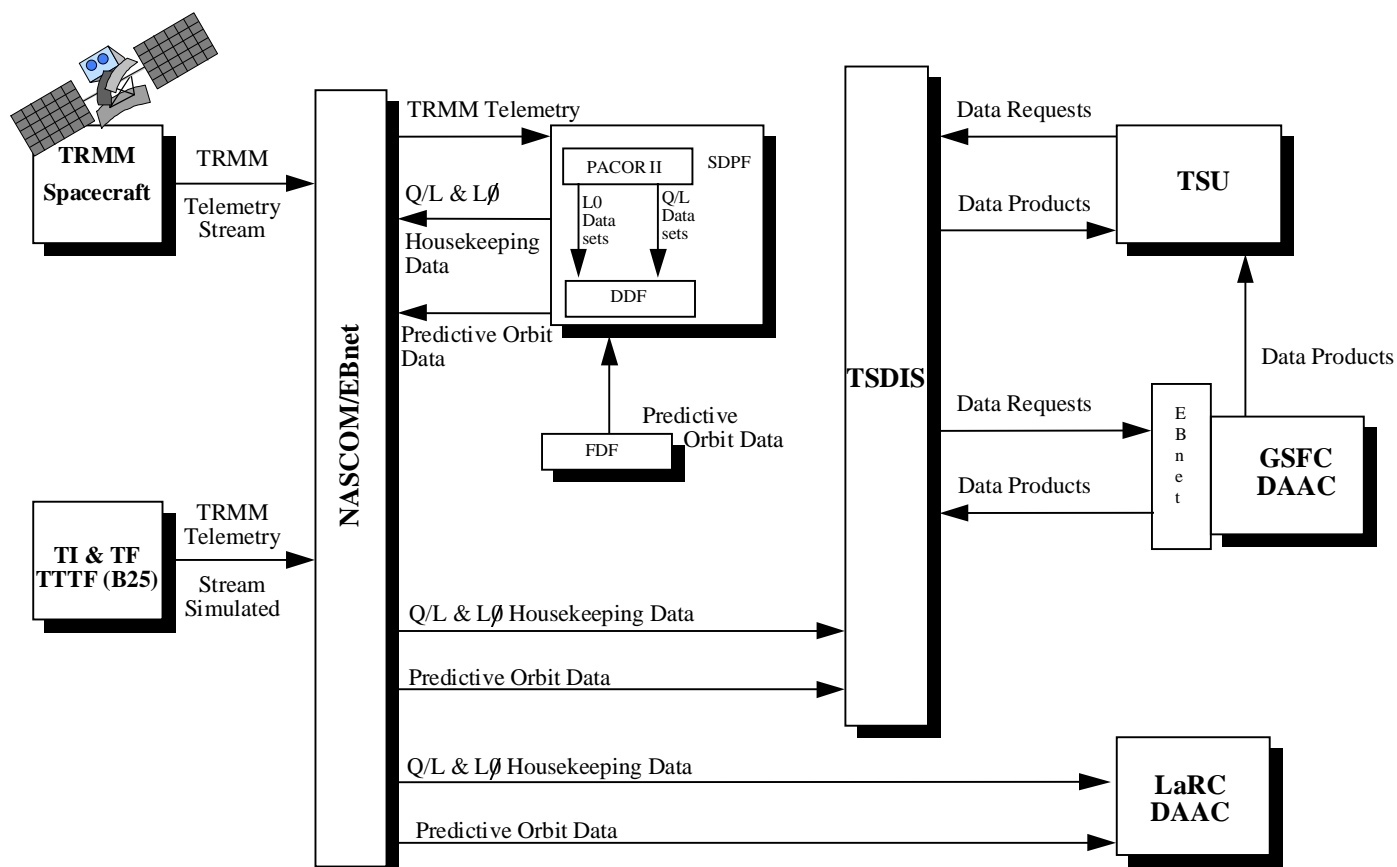 TRMM
Spacecraft
TRMM
Telemetry
Stream
TI & TF
TTTF (B25)
TRMM
Telemetry
Stream
Simulated
NASCOM/EBnet
TRMM Telemetry
Q/L & L0̸
Housekeeping
Data
Predictive Orbit
Data
SDPF
PACOR II
L0
Data
sets
Q/L
Data
sets
DDF
Predictive
Orbit Data
FDF
Q/L & L0̸ Housekeeping Data
Predictive Orbit Data
Q/L & L0̸ Housekeeping Data
Predictive Orbit Data
TSDIS
Data Requests
Data Products
TSU
Data Products
Data Requests
Data Products
E
B
n
e
t
GSFC
DAAC
LaRC
DAAC